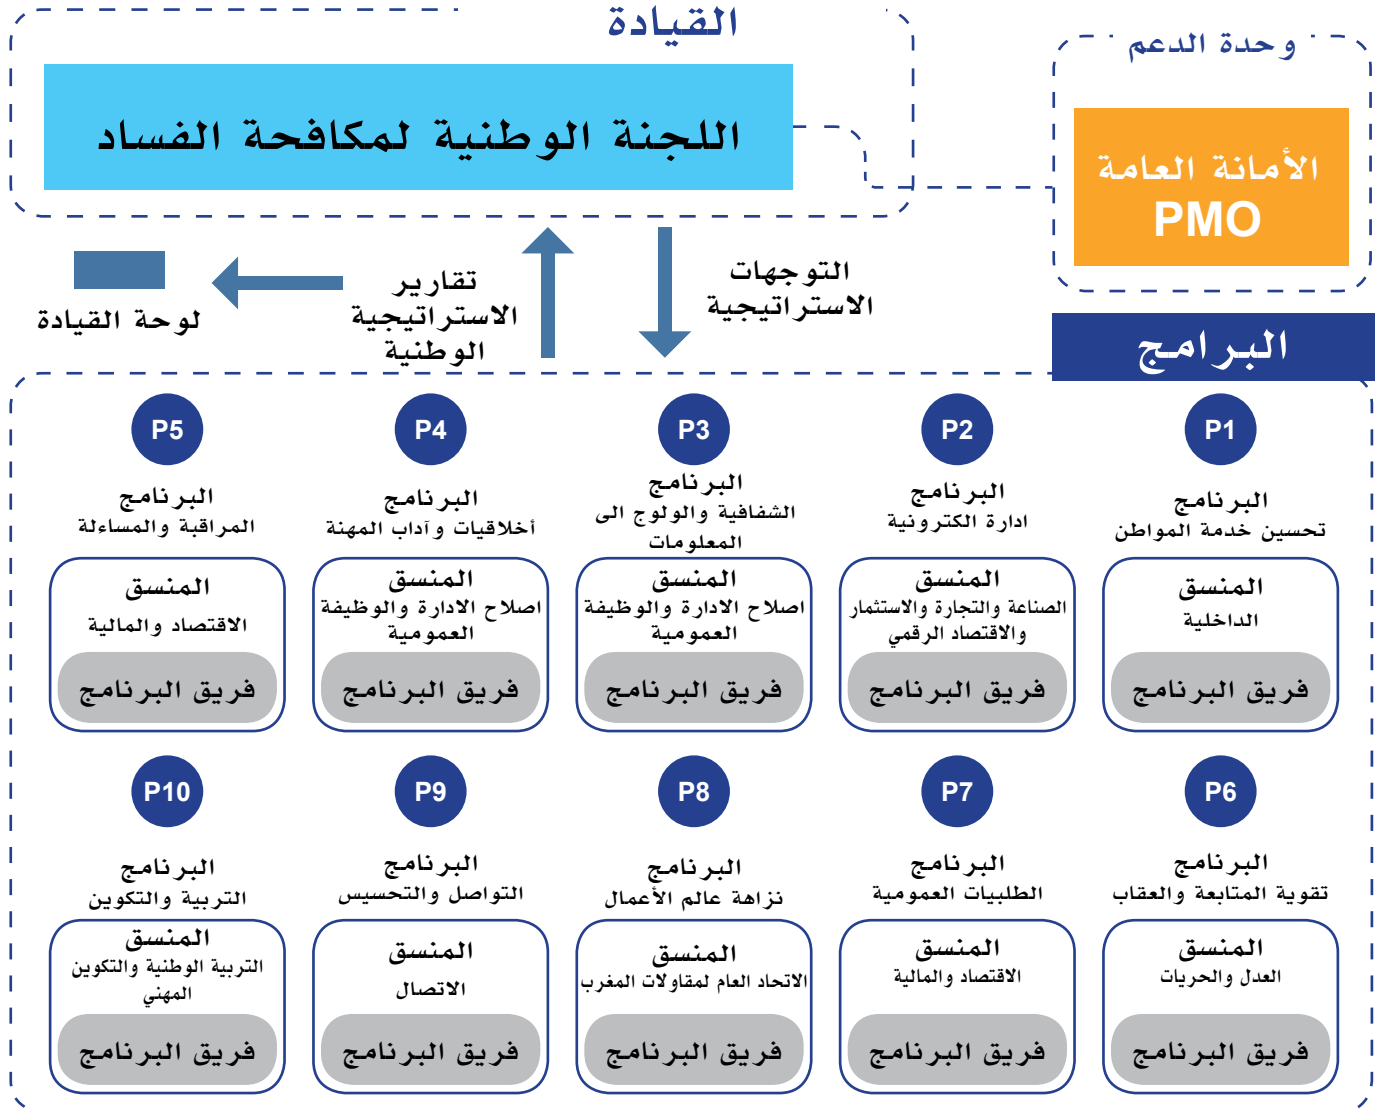 القيادة
اللجنة الوطنية لمكافحة الفساد
وحدة الدعم
الأمانة العامة
PMO
التوجهات
الاستراتيجية
تقارير
الاستراتيجية
الوطنية
لوحة القيادة
البرامج
P1
البرنامج
تحسين خدمة المواطن
المنسق
الداخلية
فريق البرنامج
P2
البرنامج
ادارة الكترونية
المنسق
الصناعة والتجارة والاستثمار
والاقتصاد الرقمي
فريق البرنامج
P3
البرنامج
الشفافية والولوج الى
المعلومات
المنسق
اصلاح الادارة والوظيفة
العمومية
فريق البرنامج
P4
البرنامج
أخلاقيات وآداب المهنة
المنسق
اصلاح الادارة والوظيفة
العمومية
فريق البرنامج
P5
البرنامج
المراقبة والمساءلة
المنسق
الاقتصاد والمالية
فريق البرنامج
P6
البرنامج
تقوية المتابعة والعقاب
المنسق
العدل والحريات
فريق البرنامج
P7
البرنامج
الطلبيات العمومية
المنسق
الاقتصاد والمالية
فريق البرنامج
P8
البرنامج
نزاهة عالم الأعمال
المنسق
الاتحاد العام لمقاولات المغرب
فريق البرنامج
P9
البرنامج
التواصل والتحسيس
المنسق
الاتصال
فريق البرنامج
P10
البرنامج
التربية والتكوين
المنسق
التربية الوطنية والتكوين
المهني
فريق البرنامج